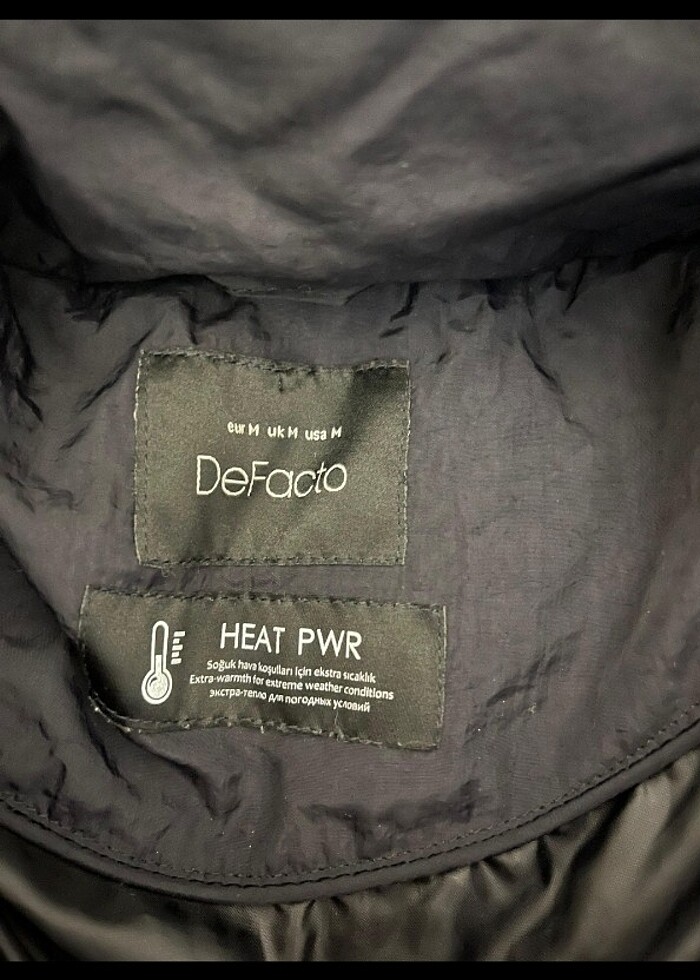 eur M uk M usa M
DeFacto
HEAT PWR
Soğuk hava koşulları için ekstra sıcaklık
Extra-warmth for extreme weather conditions
экстра-тепло для погодных условий